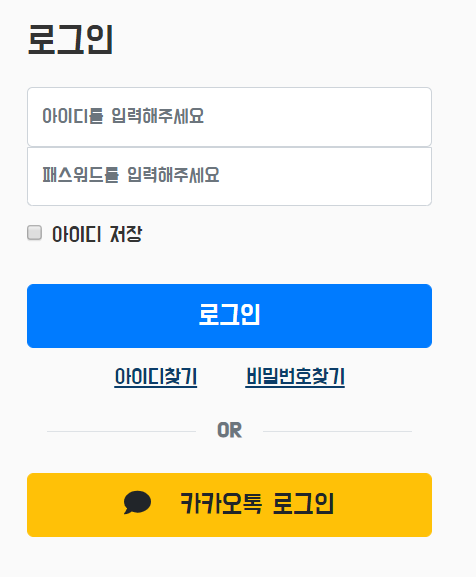 로그인
아이디를 입력해주세요
패스워드를 입력해주세요
아이디 저장
로그인
아이디찾기 비밀번호찾기
OR
카카오톡 로그인